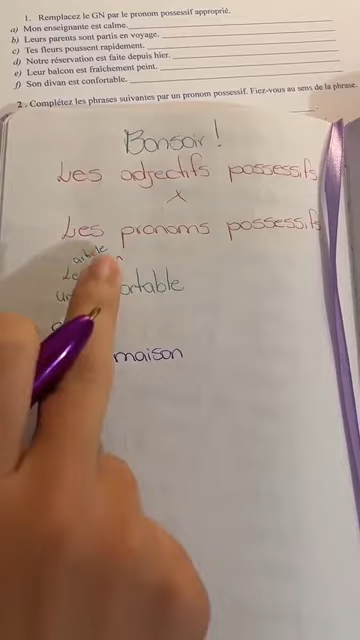 1. Remplacez le GN par le pronom possessif approprié.
a) Mon enseignante est calme.
b) Leurs parents sont partis en voyage.
c) Tes fleurs poussent rapidement.
d) Notre réservation est faite depuis hier.
e) Leur balcon est fraîchement peint.
f) Son divan est confortable.
2. Complétez les phrases suivantes par un pronom possessif. Fiez-vous au sens de la phrase.
Bonsoir!
Les adjectifs possessifs
X
Les pronoms possessifs
article
maison